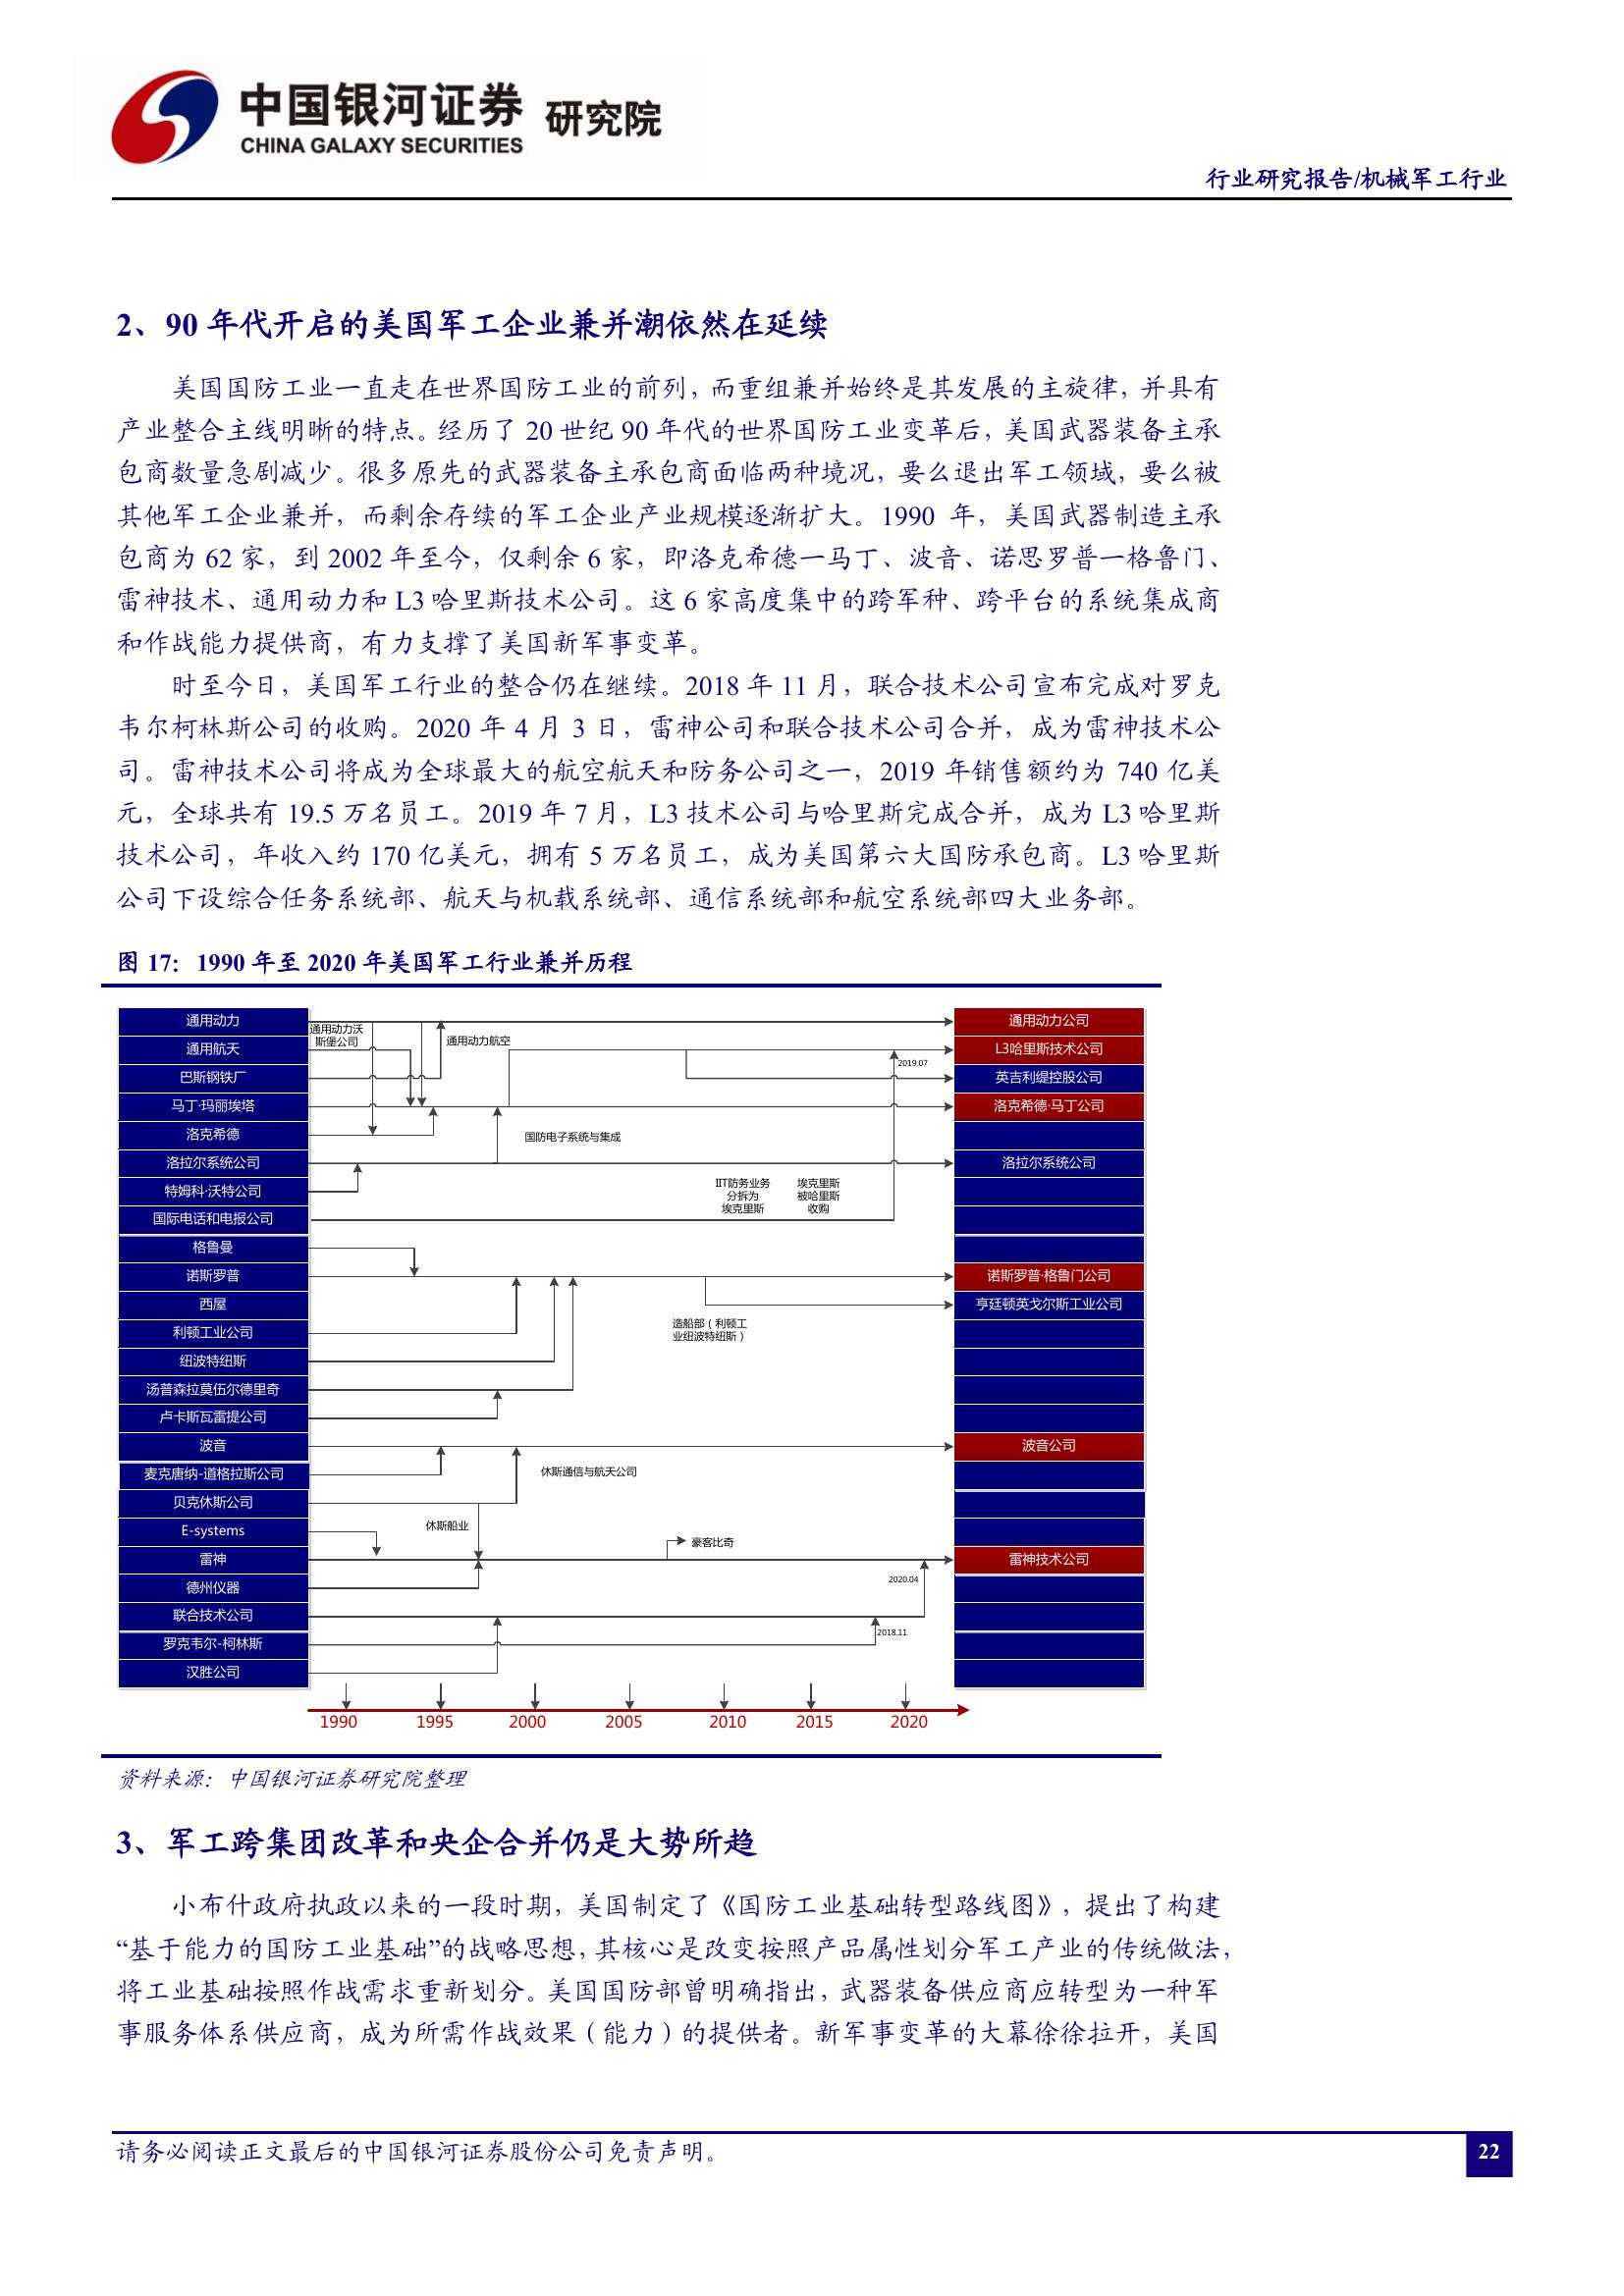 中国银河证券 研究院
CHINA GALAXY SECURITIES
行业研究报告/机械军工行业
2、90 年代开启的美国军工企业兼并潮依然在延续
美国国防工业一直走在世界国防工业的前列，而重组兼并始终是其发展的主旋律，并具有
产业整合主线明晰的特点。经历了 20 世纪 90 年代的世界国防工业变革后，美国武器装备主承
包商数量急剧减少。很多原先的武器装备主承包商面临两种境况，要么退出军工领域，要么被
其他军工企业兼并，而剩余存续的军工企业产业规模逐渐扩大。1990 年，美国武器制造主承
包商为 62 家，到 2002 年至今，仅剩余 6 家，即洛克希德一马丁、波音、诺思罗普一格鲁门、
雷神技术、通用动力和 L3 哈里斯技术公司。这 6 家高度集中的跨军种、跨平台的系统集成商
和作战能力提供商，有力支撑了美国新军事变革。
时至今日，美国军工行业的整合仍在继续。2018 年 11 月，联合技术公司宣布完成对罗克
韦尔柯林斯公司的收购。2020 年 4 月 3 日，雷神公司和联合技术公司合并，成为雷神技术公
司。雷神技术公司将成为全球最大的航空航天和防务公司之一，2019 年销售额约为 740 亿美
元，全球共有 19.5 万名员工。2019 年 7 月，L3 技术公司与哈里斯完成合并，成为 L3 哈里斯
技术公司，年收入约 170 亿美元，拥有 5 万名员工，成为美国第六大国防承包商。L3 哈里斯
公司下设综合任务系统部、航天与机载系统部、通信系统部和航空系统部四大业务部。
图 17：1990 年至 2020 年美国军工行业兼并历程
通用动力
通用航天
巴斯钢铁厂
马丁·玛丽埃塔
洛克希德
洛拉尔系统公司
特姆科·沃特公司
国际电话和电报公司
格鲁曼
诺斯罗普
西屋
利顿工业公司
纽波特纽斯
汤普森拉莫伍尔德里奇
卢卡斯瓦雷提公司
波音
麦克唐纳-道格拉斯公司
贝克休斯公司
E-systems
雷神
德州仪器
联合技术公司
罗克韦尔-柯林斯
汉胜公司
通用动力沃
斯堡公司
通用动力航空
2019.07
国防电子系统与集成
IIT防务业务
分拆为
埃克里斯
埃克里斯
被哈里斯
收购
造船部（利顿工
业纽波特纽斯）
休斯通信与航天公司
休斯船业
豪客比奇
2020.04
2018.11
通用动力公司
L3哈里斯技术公司
英吉利缇控股公司
洛克希德·马丁公司
洛拉尔系统公司
诺斯罗普·格鲁门公司
亨廷顿英戈尔斯工业公司
波音公司
雷神技术公司
1990 1995 2000 2005 2010 2015 2020
资料来源：中国银河证券研究院整理
3、军工跨集团改革和央企合并仍是大势所趋
小布什政府执政以来的一段时期，美国制定了《国防工业基础转型路线图》，提出了构建
“基于能力的国防工业基础”的战略思想，其核心是改变按照产品属性划分军工产业的传统做法，
将工业基础按照作战需求重新划分。美国国防部曾明确指出，武器装备供应商应转型为一种军
事服务体系供应商，成为所需作战效果（能力）的提供者。新军事变革的大幕徐徐拉开，美国
请务必阅读正文最后的中国银河证券股份公司免责声明。
22